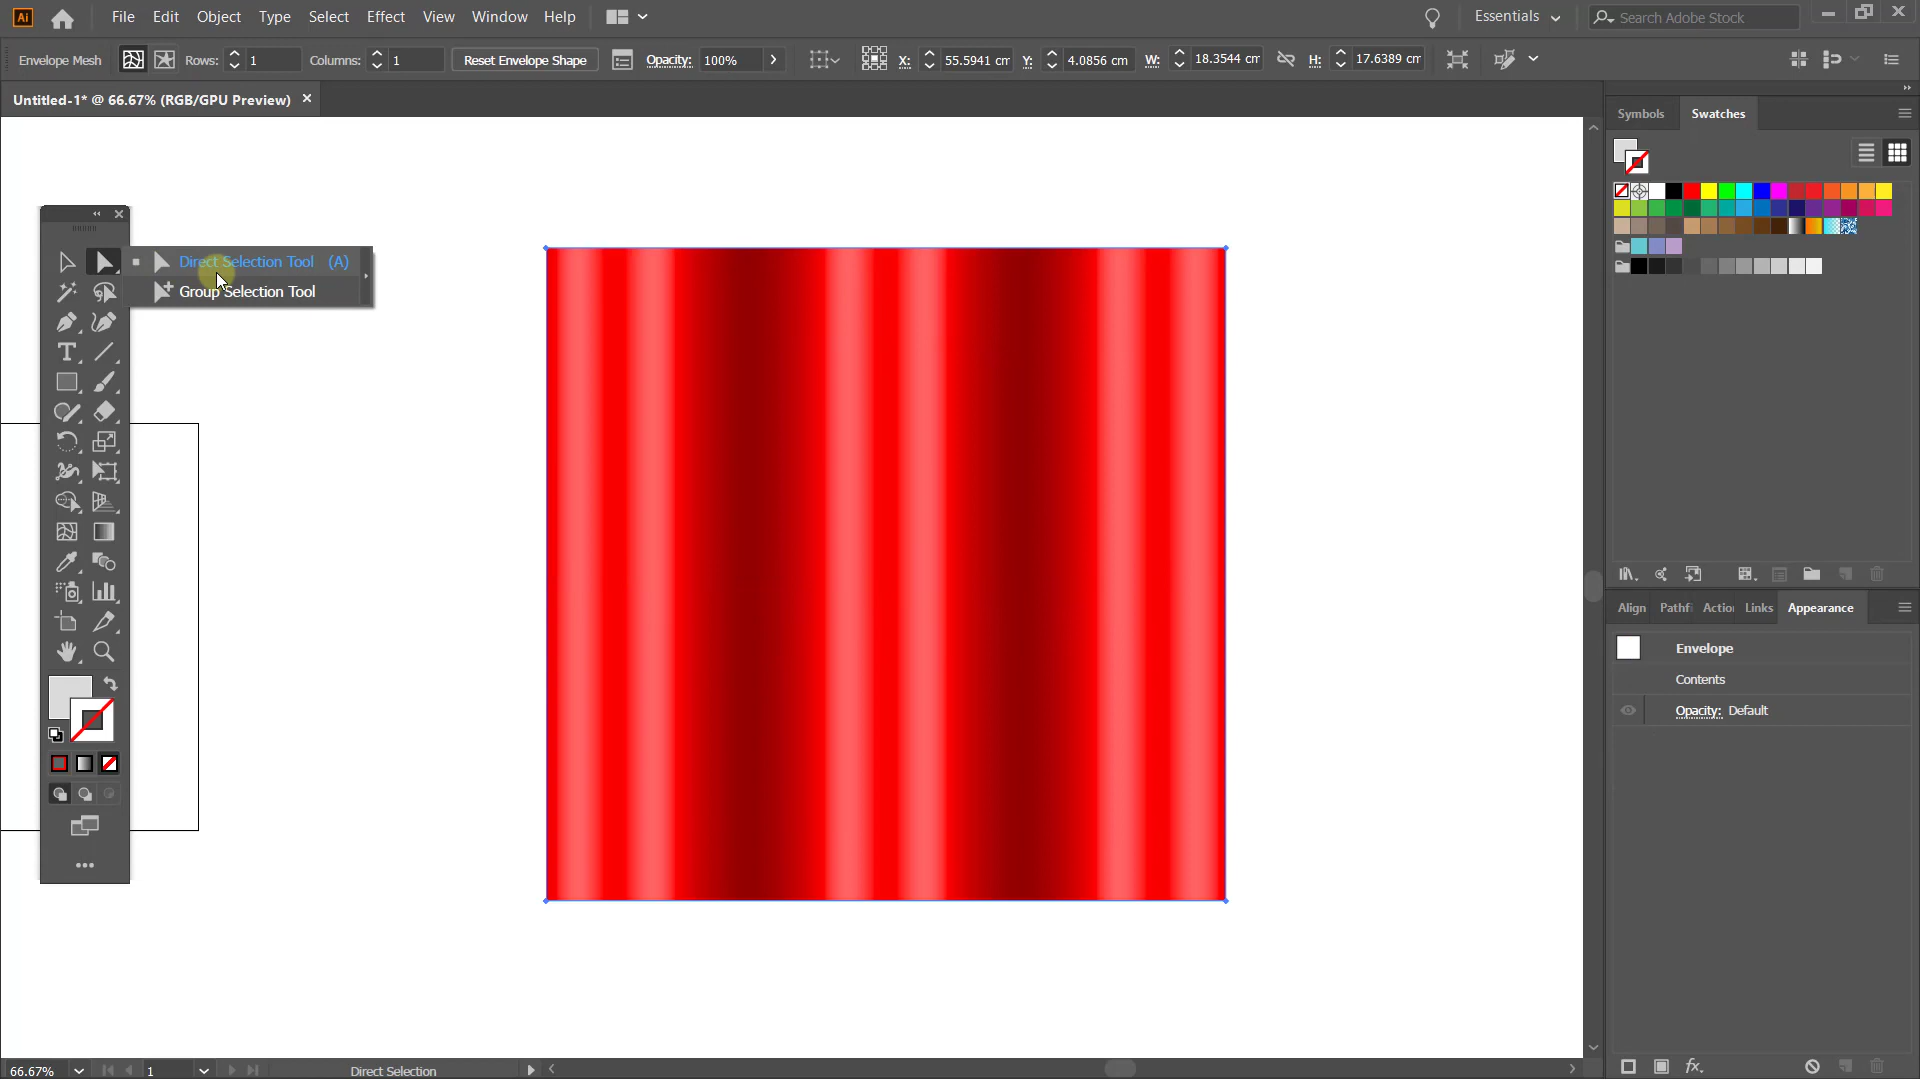 Ai File Edit Object Type Select Effect View Window Help Essentials Search Adobe Stock
Envelope Mesh Rows: 1 Columns: 1 Reset Envelope Shape Opacity: 100% X: 55.5941 cm Y: 4.0856 cm W: 18.3544 cm H: 17.6389 cm
Untitled-1* @ 66.67% (RGB/GPU Preview)
Symbols Swatches
Direct Selection Tool (A)
Group Selection Tool
Align Pathfi Action Links Appearance
Envelope
Contents
Opacity: Default
66.67% 1 Direct Selection